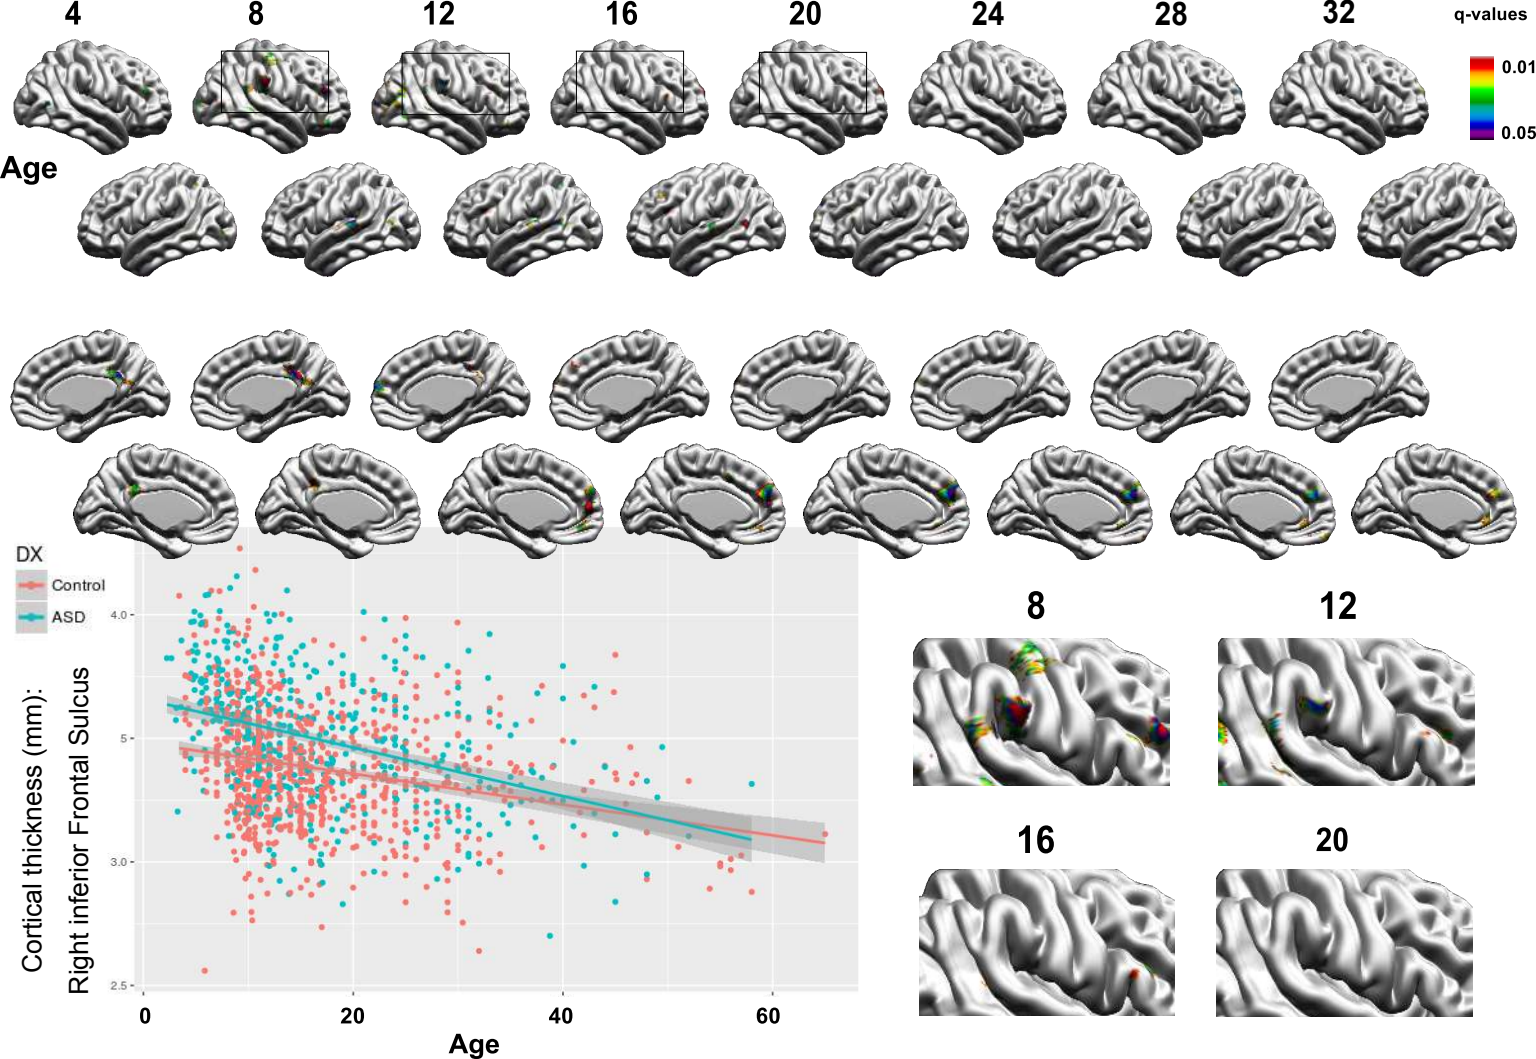 4 8 12 16 20 24 28 32 q-values
0.01
0.05
Age
DX
Control
ASD
8 12
4.0
5
3.0
2.5
Cortical thickness (mm):
Right inferior Frontal Sulcus
16 20
0 20 40 60
Age